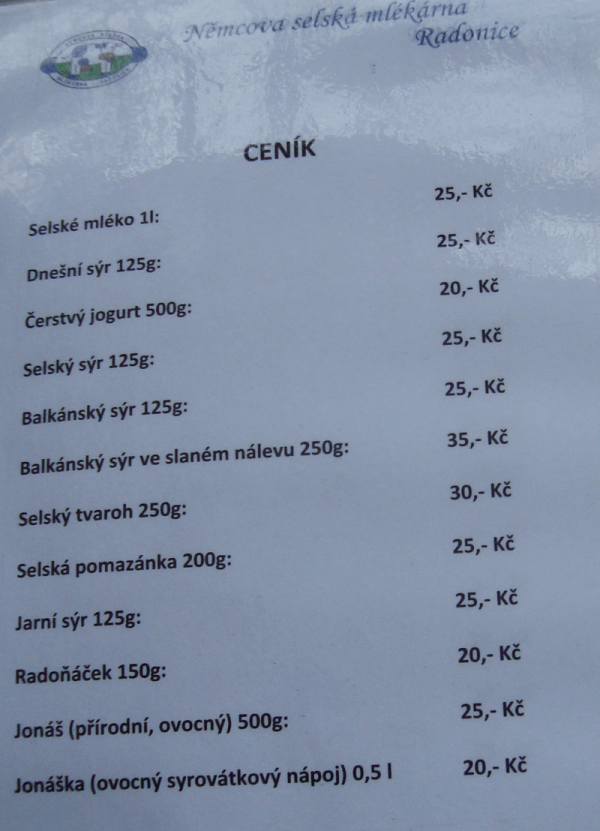 Němcova selská mlékárna
Radonice
CENÍK
Selské mléko 1l: 25,- Kč
Dnešní sýr 125g: 25,- Kč
Čerstvý jogurt 500g: 20,- Kč
Selský sýr 125g: 25,- Kč
Balkánský sýr 125g: 25,- Kč
Balkánský sýr ve slaném nálevu 250g: 35,- Kč
Selský tvaroh 250g: 30,- Kč
Selská pomazánka 200g: 25,- Kč
Jarní sýr 125g: 25,- Kč
Radoňáček 150g: 20,- Kč
Jonáš (přírodní, ovocný) 500g: 25,- Kč
Jonáška (ovocný syrovátkový nápoj) 0,5 l 20,- Kč